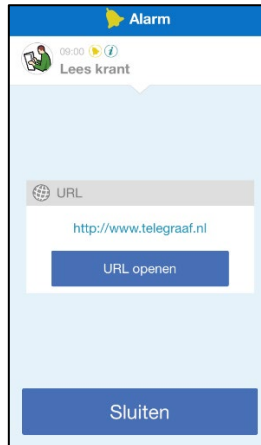 Alarm
09:00
Lees krant
URL
http://www.telegraaf.nl
URL openen
Sluiten